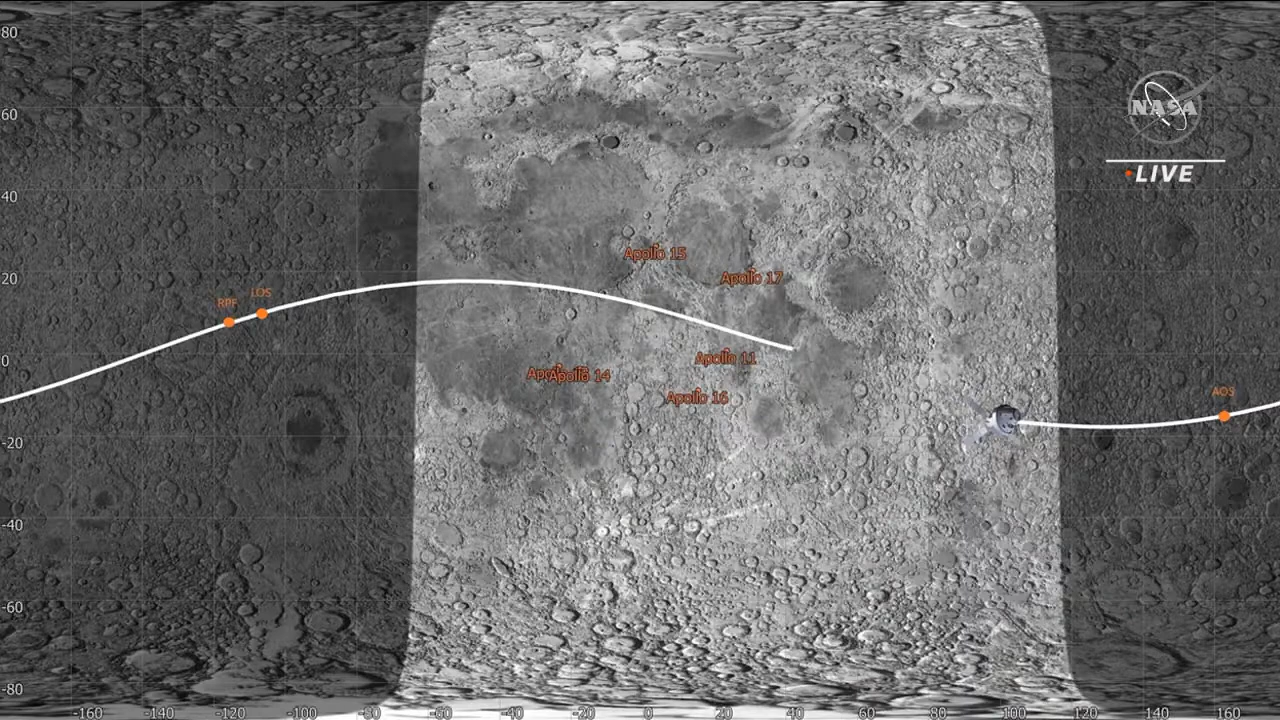 80
60
NASA
LIVE
40
Apollo 15
20
Apollo 17
RPF
LOS
0
Apollo 11
Apollo 14
Apollo 16
AOS
-20
-40
-60
-80
-160 -140 -120 -100 -80 -60 -40 -20 0 20 40 60 80 100 120 140 160